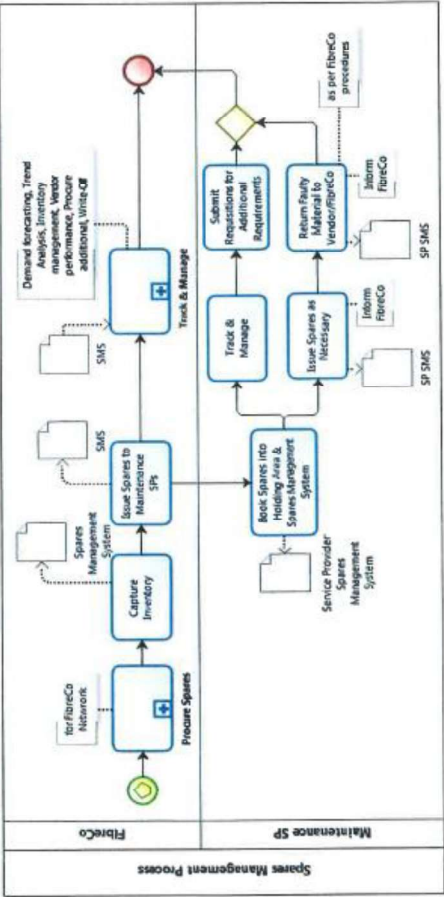 Spares Management Process
FibreCo
Maintenance SP
for FibreCo
Network
Procure Spares
Capture
Inventory
Spares
Management
System
Issue Spares to
Maintenance
SPs
SMS
SMS
Track & Manage
Demand forecasting, Trend
Analysis, Inventory
management, Vendor
performance, Procure
additional, Write-Off
Book Spares into
Holding Area &
Spares Management
System
Service Provider
Spares
Management
System
Track &
Manage
Submit
Requisitions for
Additional
Requirements
Issue Spares as
Necessary
SP SMS
Inform
FibreCo
Return Faulty
Material to
Vendor/FibreCo
SP SMS
Inform
FibreCo
as per FibreCo
procedures